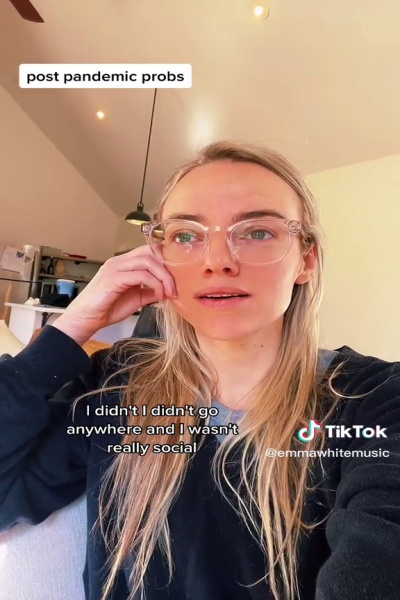 post pandemic probs
I didn't I didn't go
anywhere and I wasn't
really social
TikTok
@emmawhitemusic